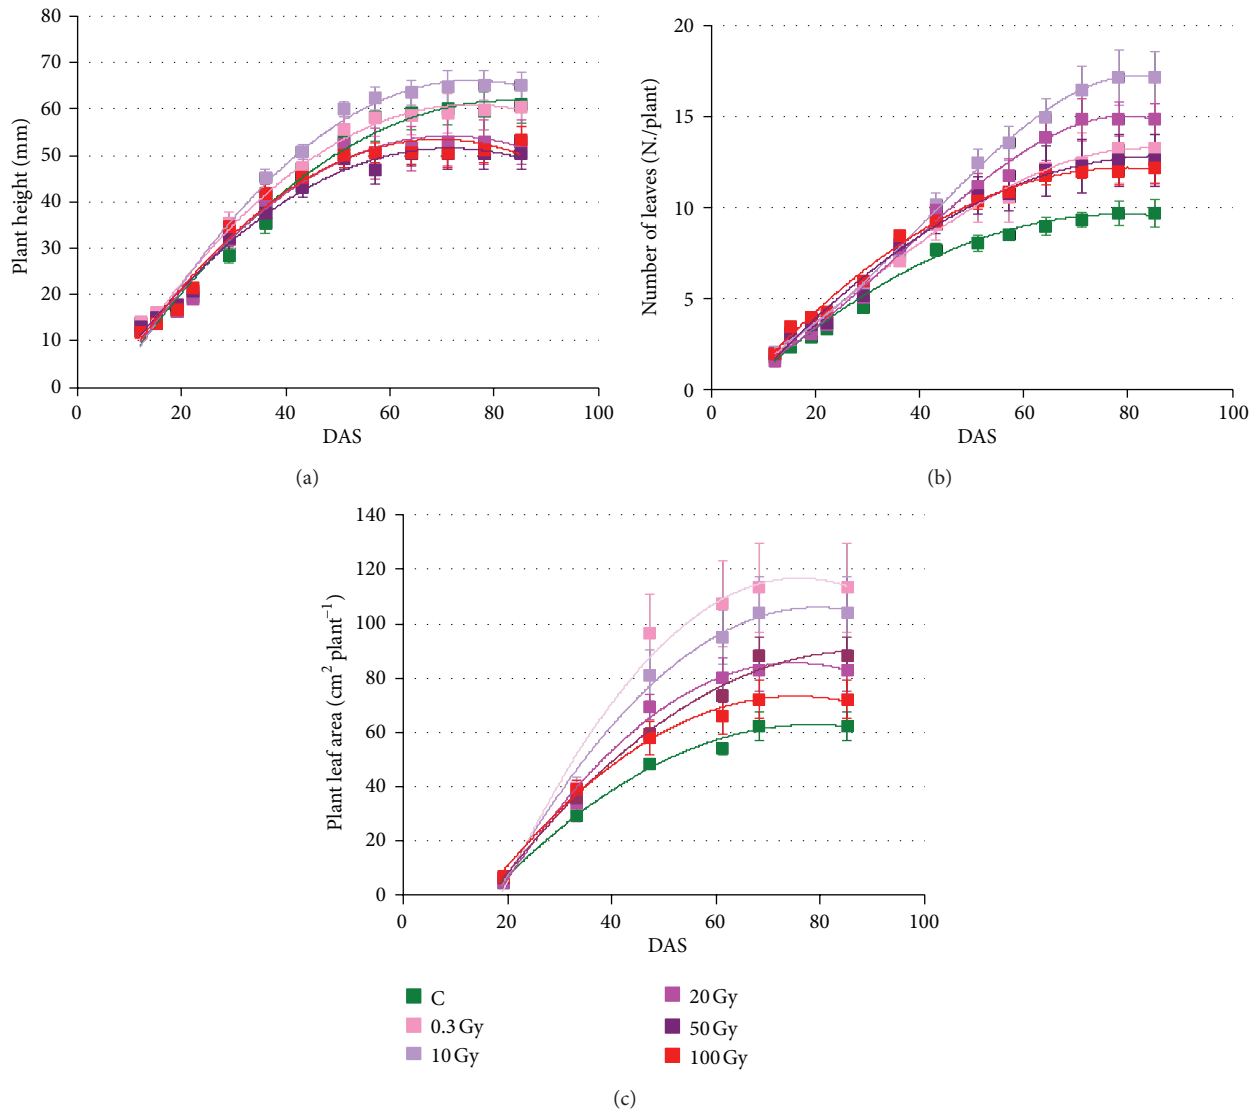 80
70
60
50
40
30
20
10
0
Plant height (mm)
0 20 40 60 80 100
DAS
(a)
20
15
10
5
0
Number of leaves (N./plant)
0 20 40 60 80 100
DAS
(b)
140
120
100
80
60
40
20
0
Plant leaf area (cm² plant⁻¹)
0 20 40 60 80 100
DAS
C
0.3 Gy
10 Gy
20 Gy
50 Gy
100 Gy
(c)